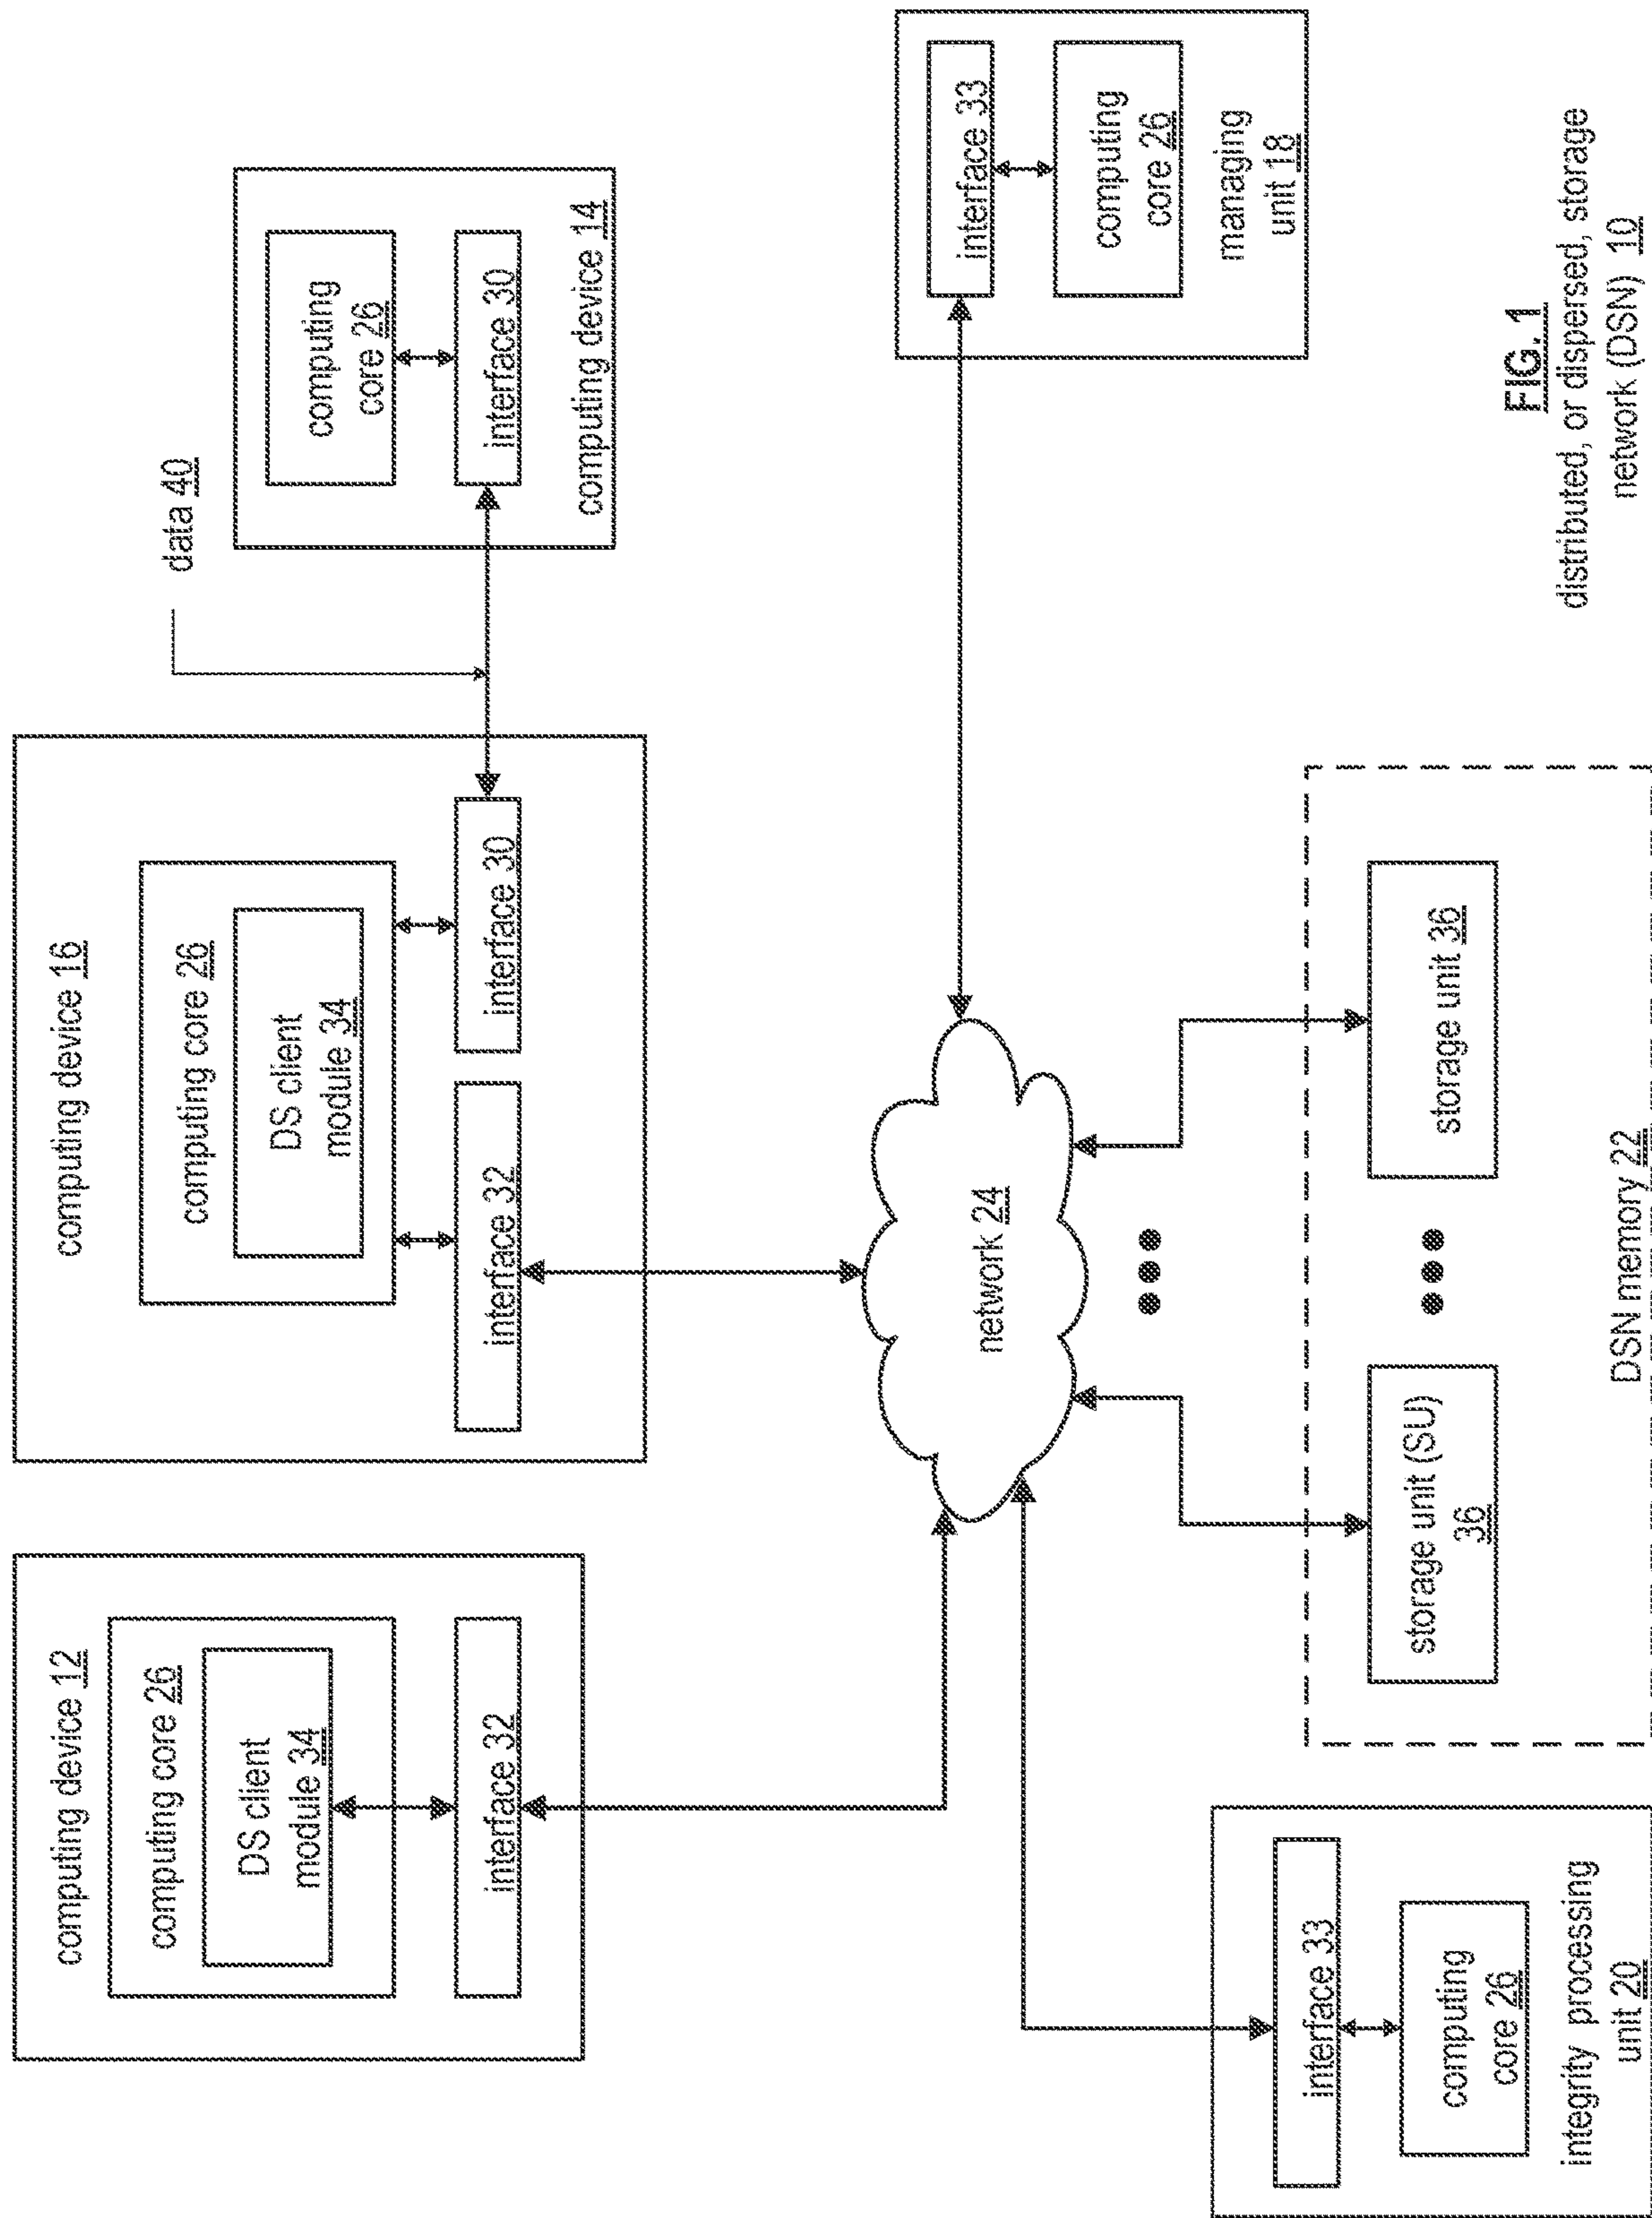 computing device 12
computing core 26
DS client
module 34
interface 32
computing device 16
computing core 26
DS client
module 34
interface 32
interface 30
data 40
computing
core 26
interface 30
computing device 14
network 24
interface 33
computing
core 26
managing
unit 18
interface 33
computing
core 26
integrity processing
unit 20
storage unit (SU)
36
storage unit 36
DSN memory 22
FIG. 1
distributed, or dispersed, storage
network (DSN) 10